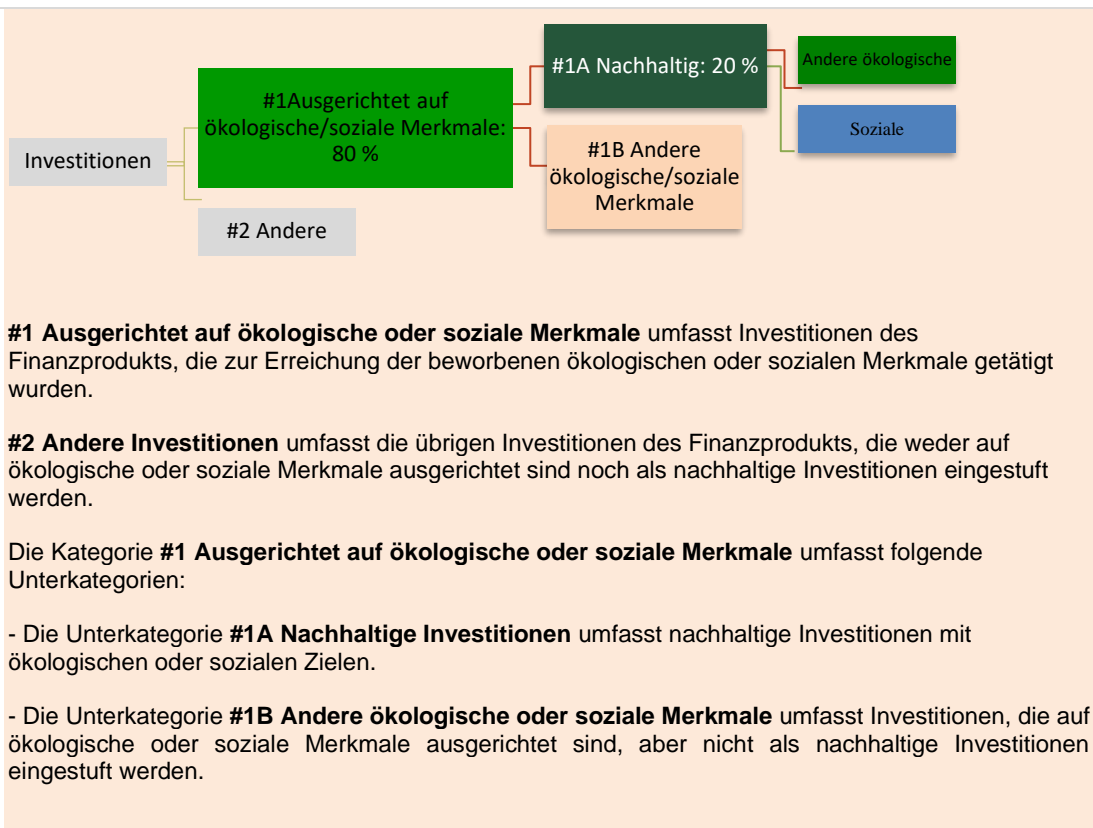 Investitionen
#1Ausgerichtet auf
ökologische/soziale Merkmale:
80 %
#2 Andere
#1A Nachhaltig: 20 %
#1B Andere
ökologische/soziale
Merkmale
Andere ökologische
Soziale
#1 Ausgerichtet auf ökologische oder soziale Merkmale umfasst Investitionen des
Finanzprodukts, die zur Erreichung der beworbenen ökologischen oder sozialen Merkmale getätigt
wurden.
#2 Andere Investitionen umfasst die übrigen Investitionen des Finanzprodukts, die weder auf
ökologische oder soziale Merkmale ausgerichtet sind noch als nachhaltige Investitionen eingestuft
werden.
Die Kategorie #1 Ausgerichtet auf ökologische oder soziale Merkmale umfasst folgende
Unterkategorien:
- Die Unterkategorie #1A Nachhaltige Investitionen umfasst nachhaltige Investitionen mit
ökologischen oder sozialen Zielen.
- Die Unterkategorie #1B Andere ökologische oder soziale Merkmale umfasst Investitionen, die auf
ökologische oder soziale Merkmale ausgerichtet sind, aber nicht als nachhaltige Investitionen
eingestuft werden.